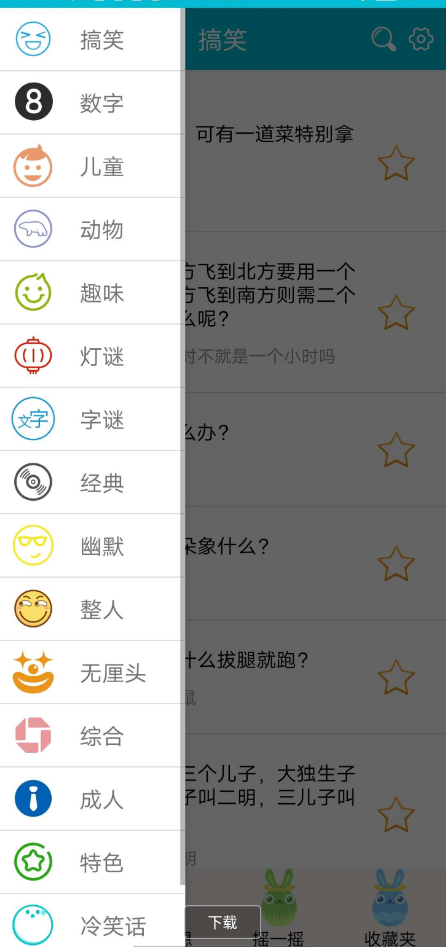 搞笑
搞笑
数字
儿童
动物
趣味
灯谜
字谜
经典
幽默
整人
无厘头
综合
成人
特色
冷笑话
8
文字
可有一道菜特别拿
方飞到北方要用一个
方飞到南方则需二个
么呢?
时不就是一个小时吗
么办?
朵象什么?
什么拔腿就跑?
鼠
三个儿子，大独生子
子叫二明，三儿子叫
明
下载
摇一摇
收藏夹